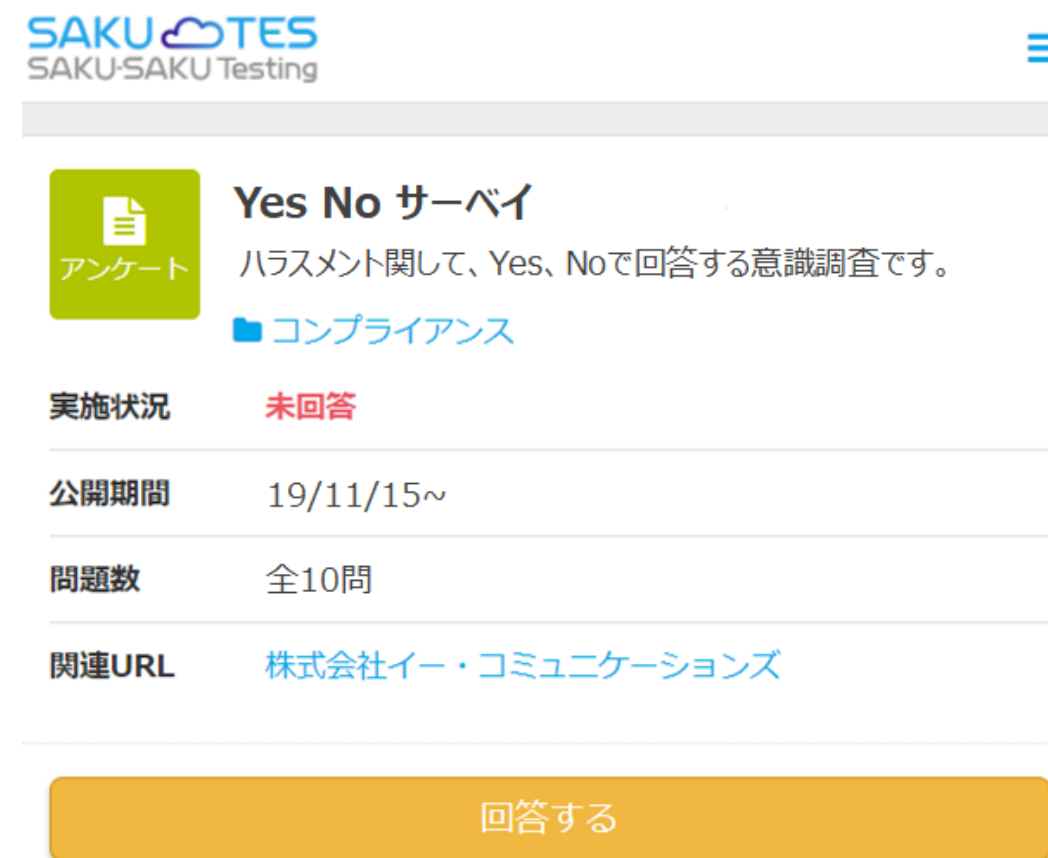 SAKU TES
SAKU-SAKU Testing
アンケート
Yes No サーベイ
ハラスメント関して、Yes、Noで回答する意識調査です。
コンプライアンス
実施状況 未回答
公開期間 19/11/15~
問題数 全10問
関連URL 株式会社イー・コミュニケーションズ
回答する